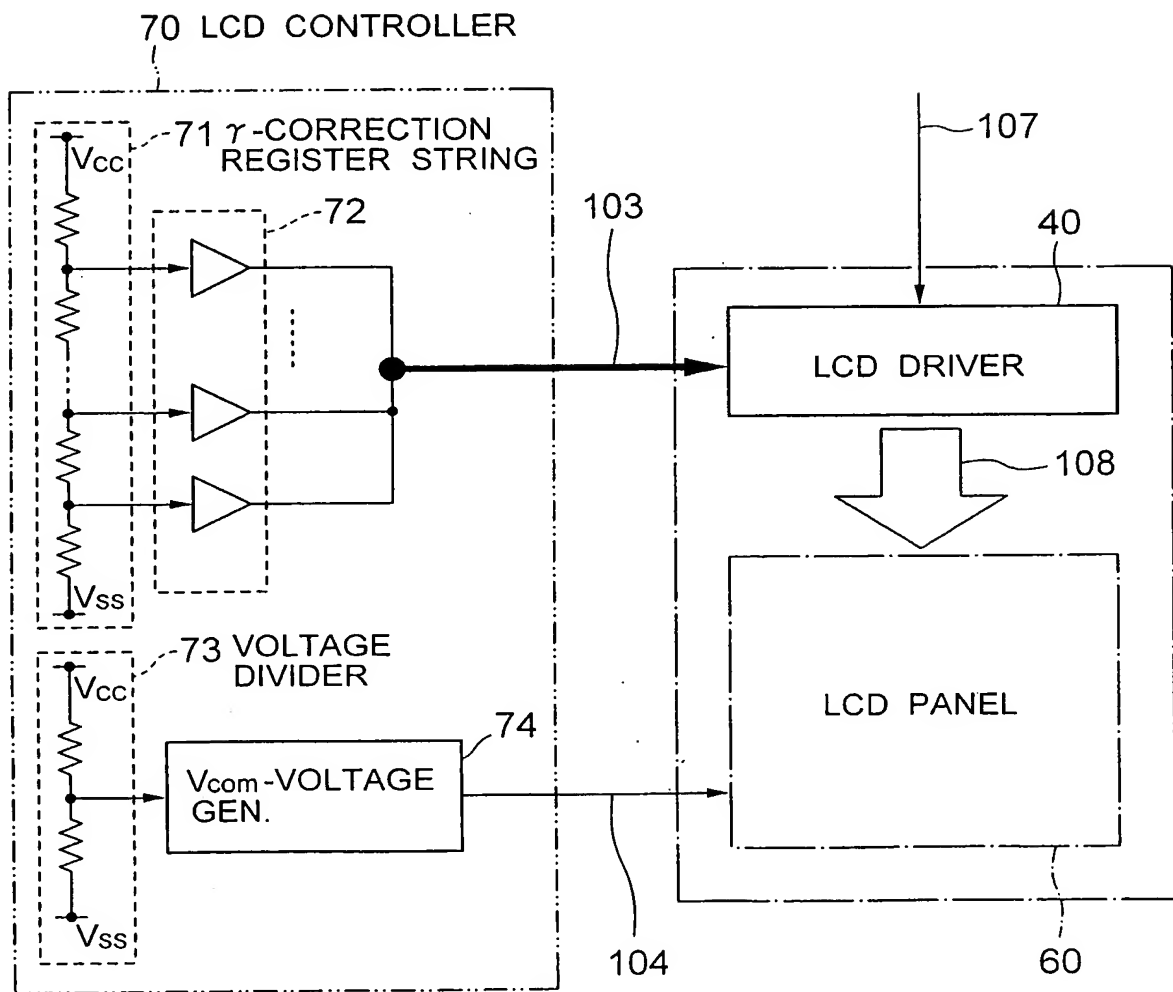 70 LCD CONTROLLER
71 γ-CORRECTION
REGISTER STRING
VCC
72
103
107
40
LCD DRIVER
108
VSS
73 VOLTAGE
DIVIDER
VCC
74
Vcom-VOLTAGE
GEN.
LCD PANEL
VSS
104
60